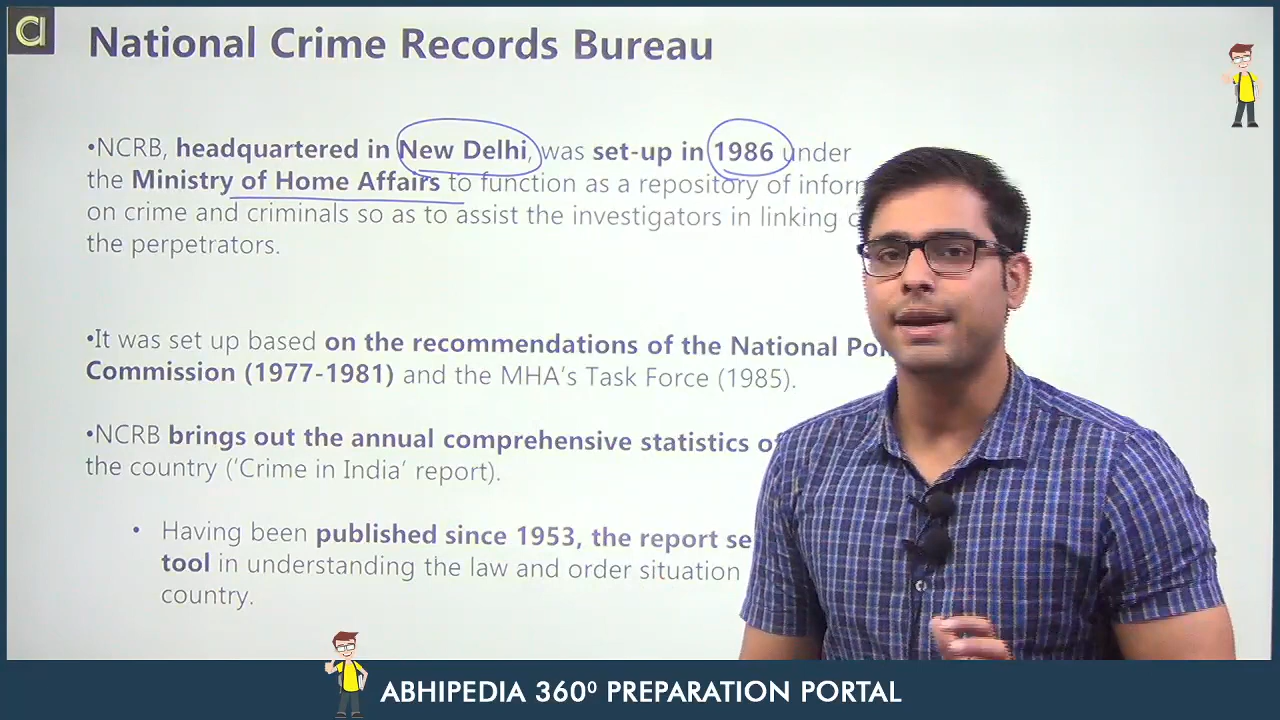 National Crime Records Bureau
•NCRB, headquartered in New Delhi, was set-up in 1986 under
the Ministry of Home Affairs to function as a repository of
on crime and criminals so as to assist the investigators in linking
the perpetrators.
•It was set up based on the recommendations of the National
Commission (1977-1981) and the MHA's Task Force (1985).
•NCRB brings out the annual comprehensive statistics
the country ('Crime in India' report).
• Having been published since 1953, the report
tool in understanding the law and order situation
country.
ABHIPEDIA 360⁰ PREPARATION PORTAL